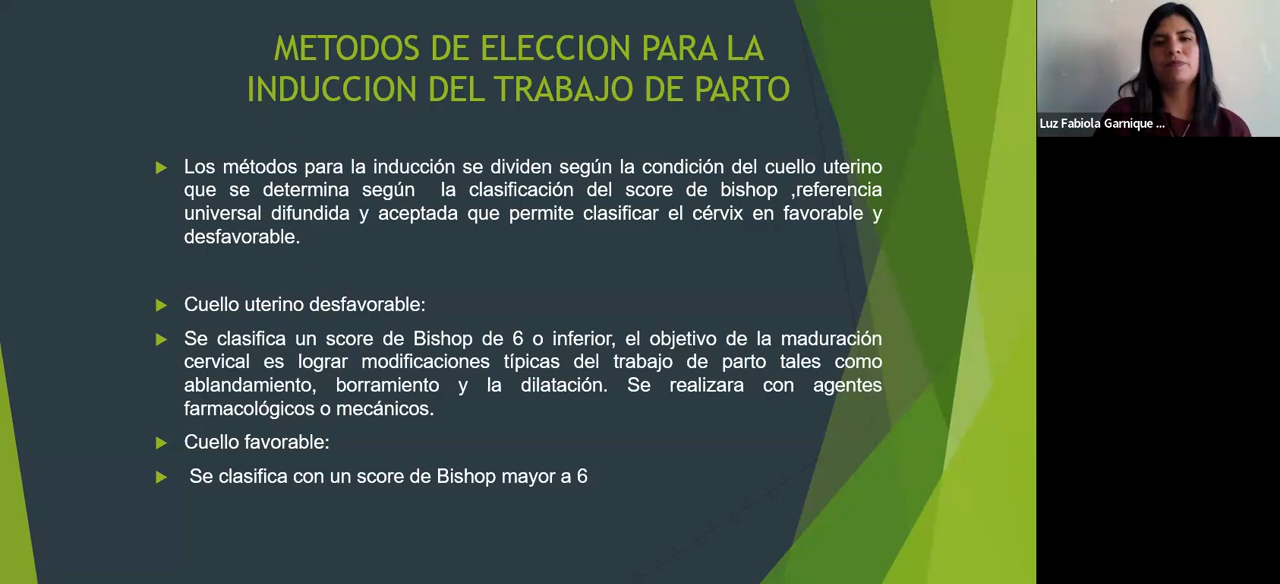 METODOS DE ELECCION PARA LA
INDUCCION DEL TRABAJO DE PARTO
Los métodos para la inducción se dividen según la condición del cuello uterino
que se determina según la clasificación del score de bishop ,referencia
universal difundida y aceptada que permite clasificar el cérvix en favorable y
desfavorable.
Cuello uterino desfavorable:
Se clasifica un score de Bishop de 6 o inferior, el objetivo de la maduración
cervical es lograr modificaciones típicas del trabajo de parto tales como
ablandamiento, borramiento y la dilatación. Se realizara con agentes
farmacológicos o mecánicos.
Cuello favorable:
Se clasifica con un score de Bishop mayor a 6
Luz Fabiola Garnique ...